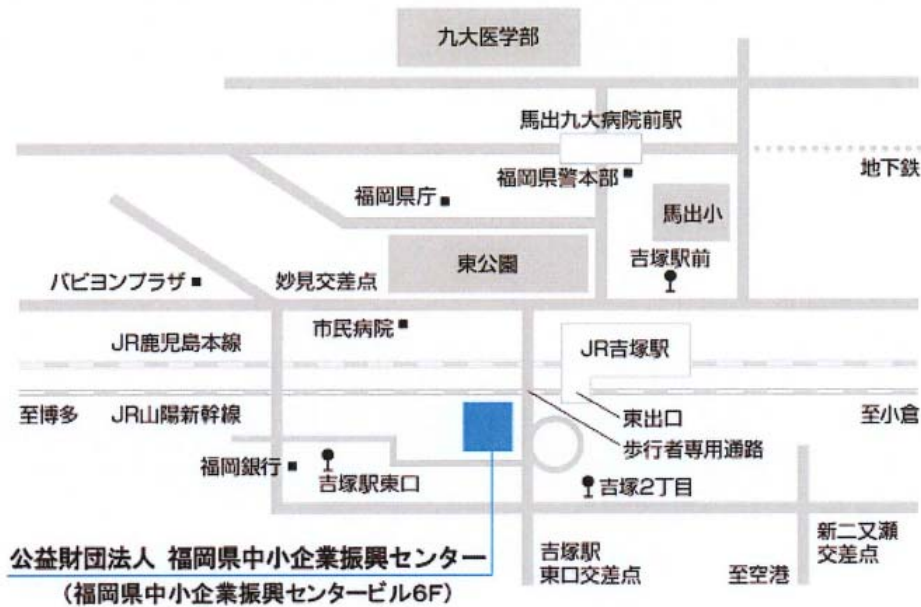 九大医学部
馬出九大病院前駅
地下鉄
福岡県警本部
福岡県庁
馬出小
東公園
吉塚駅前
パピヨンプラザ
妙見交差点
市民病院
JR鹿児島本線
JR吉塚駅
至博多
JR山陽新幹線
東出口
至小倉
歩行者専用通路
福岡銀行
吉塚駅東口
吉塚2丁目
公益財団法人 福岡県中小企業振興センター
(福岡県中小企業振興センタービル6F)
吉塚駅
東口交差点
至空港
新二又瀬
交差点